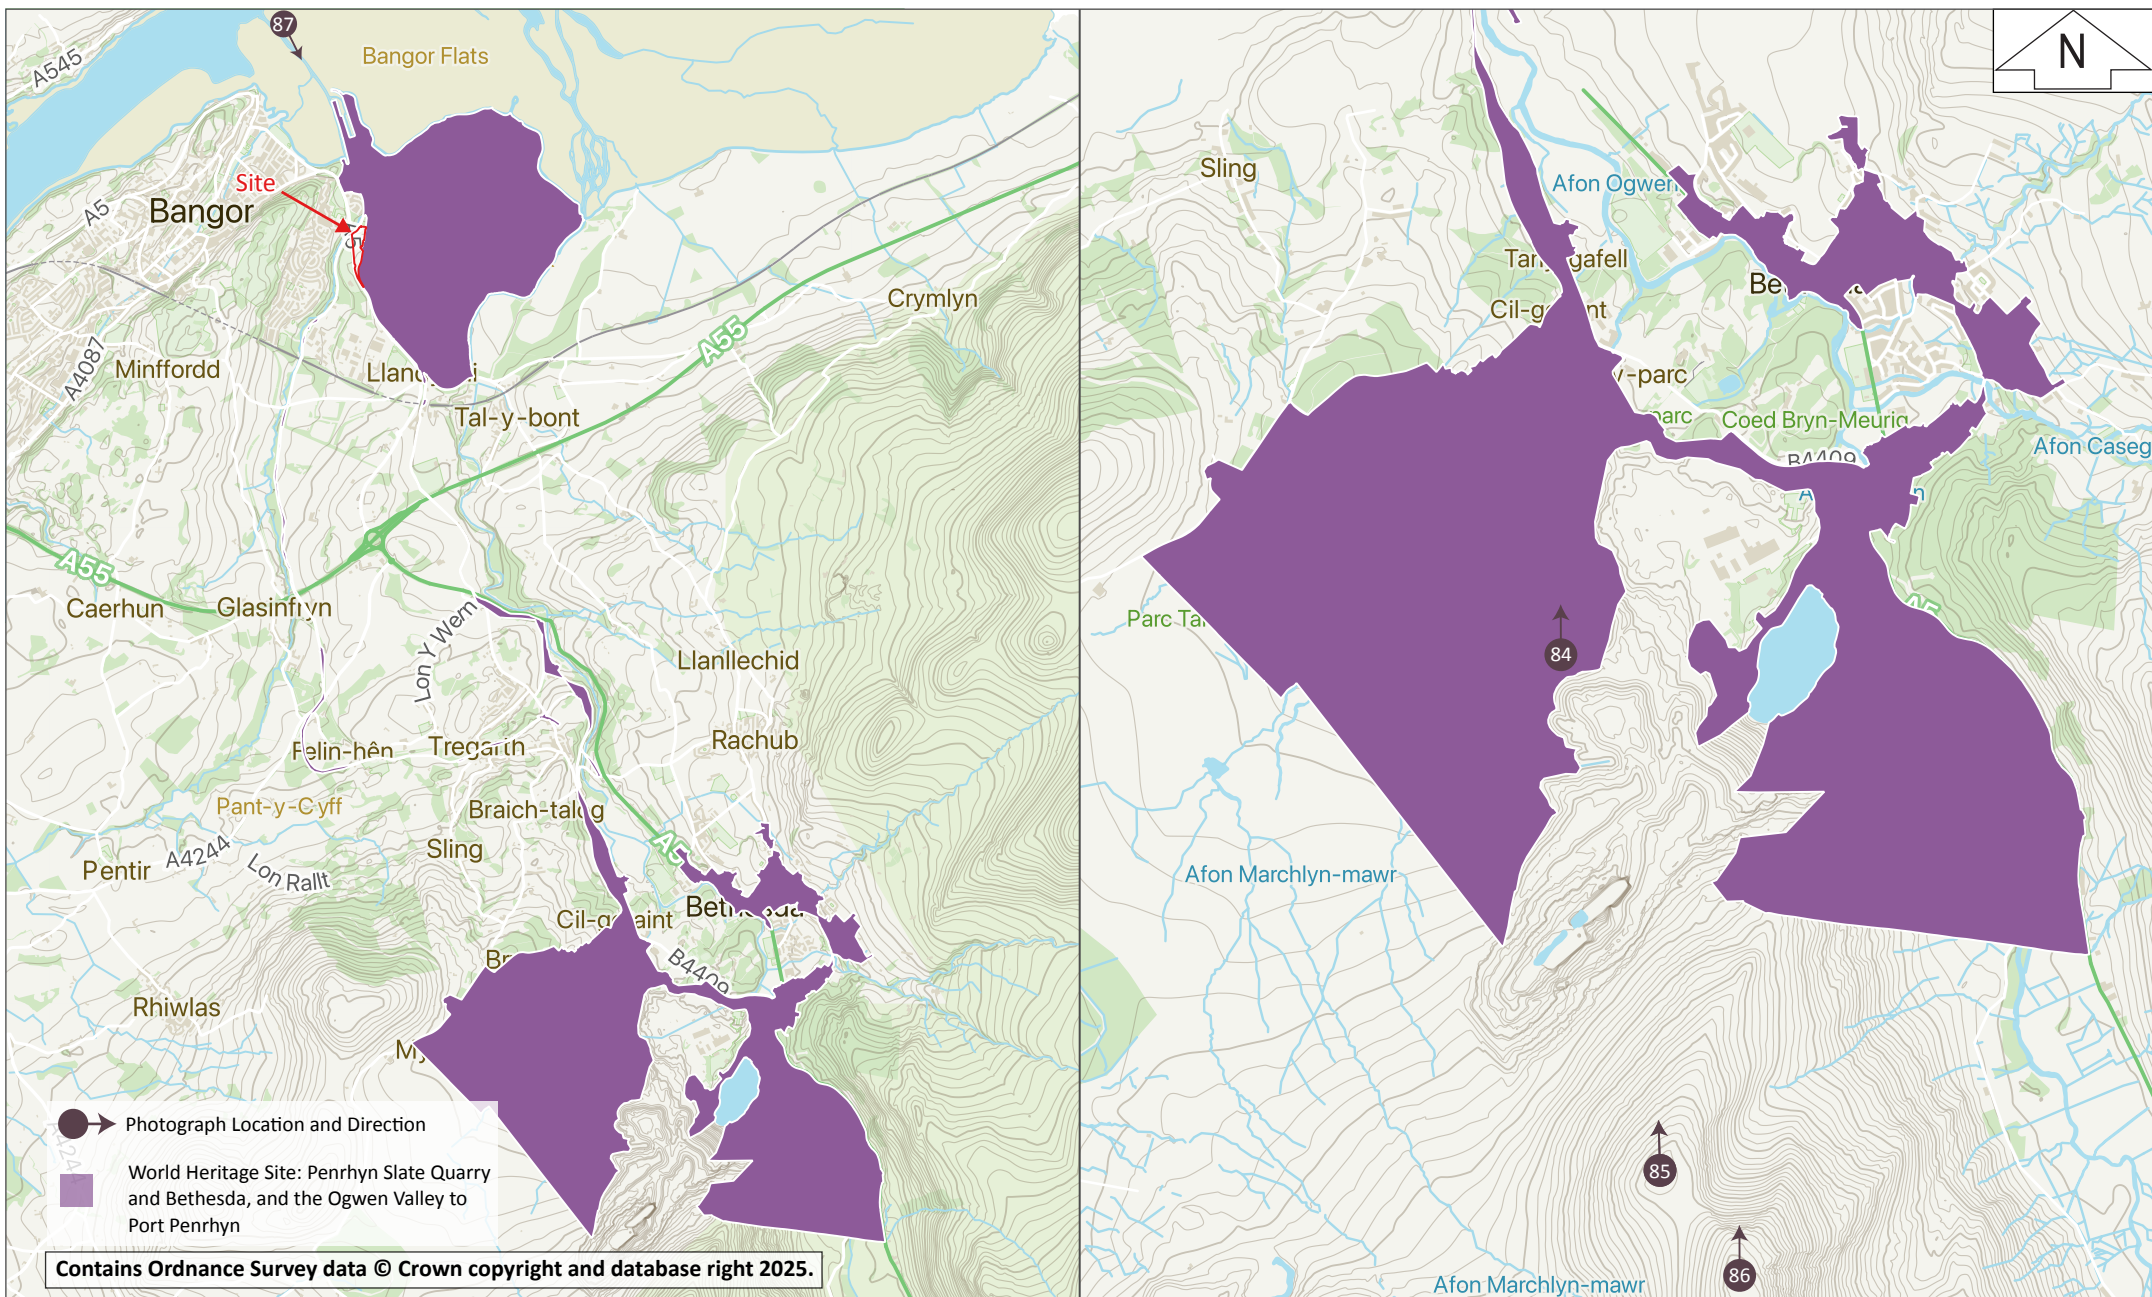 87
Bangor Flats
A545
Site
Bangor
A5
A4087
Minffordd
Crymlyn
A55
Tal-y-bont
A55
Caerhun
Glasinfryn
Lon Y Wern
Llanllechid
Rachub
Felin-hên
Tregarth
Pant-y-Cyff
Braich-talog
Sling
A4244
Lon Rallt
Pentir
A5
Bethesda
B4409
Rhiwlas
Photograph Location and Direction
World Heritage Site: Penrhyn Slate Quarry
and Bethesda, and the Ogwen Valley to
Port Penrhyn
Contains Ordnance Survey data © Crown copyright and database right 2025.
N
Sling
Afon Ogwen
Coed Bryn-Meurig
B4409
Afon Caseg
A5
84
Afon Marchlyn-mawr
85
86
Afon Marchlyn-mawr